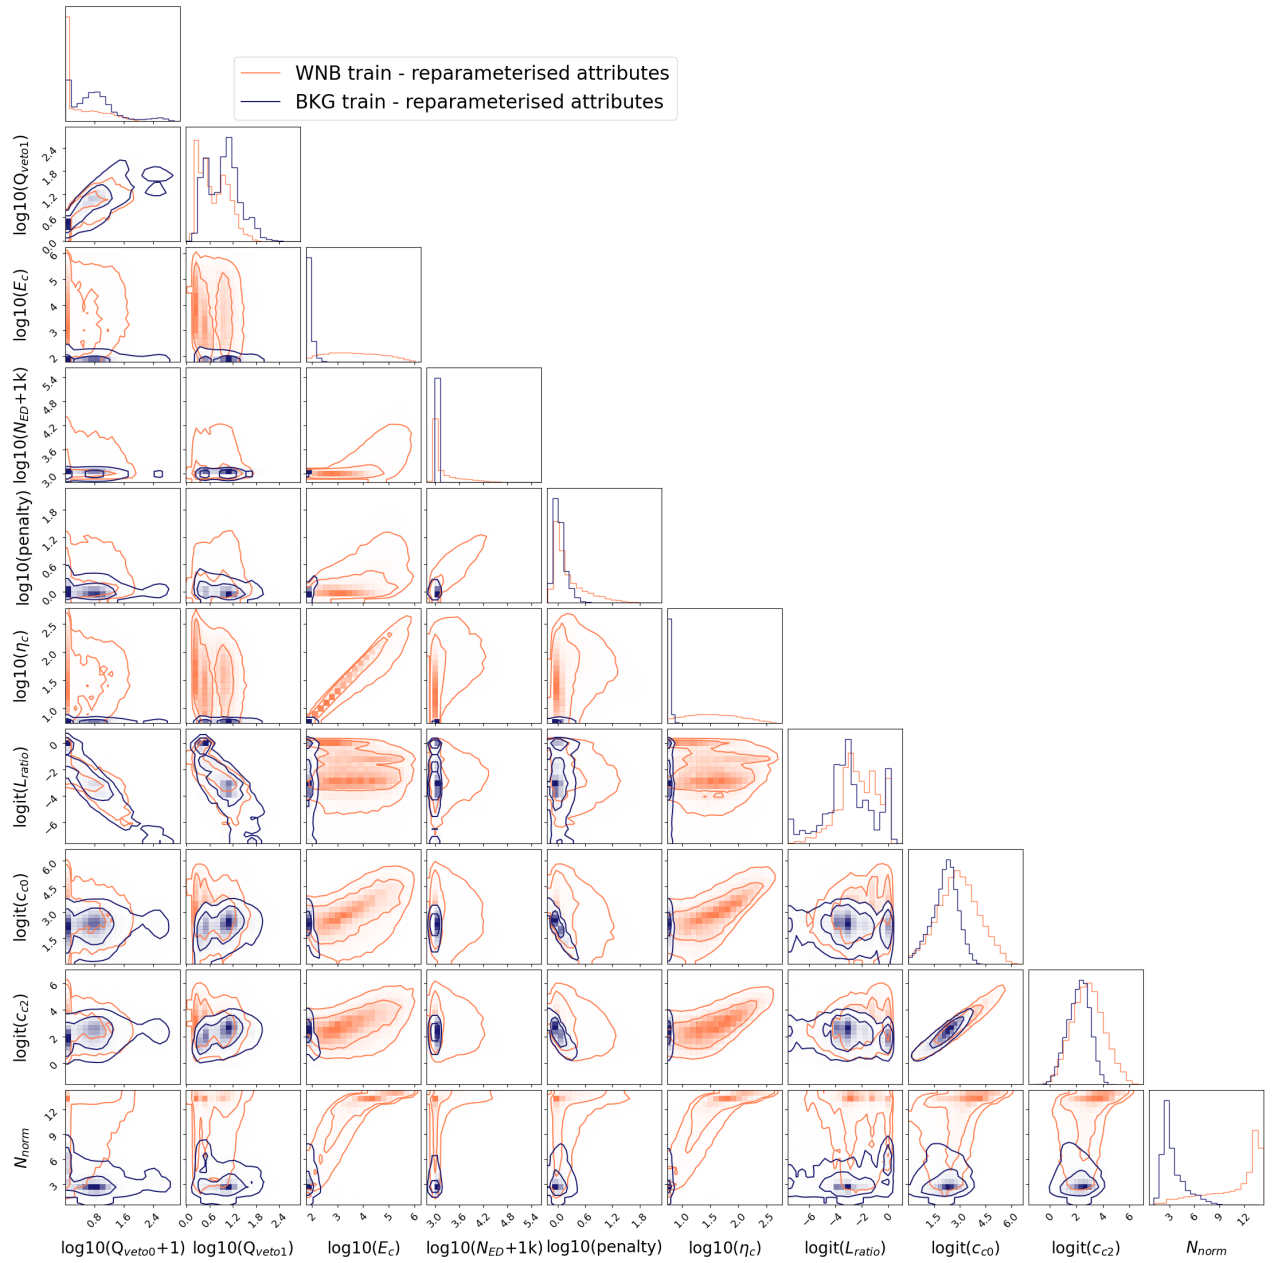 WNB train - reparameterised attributes
BKG train - reparameterised attributes
log10(Q_veto1)
0.0 0.6 1.2 1.8 2.4
log10(E_c)
2 3 4 5 6
log10(N_ED+1k)
3.0 3.6 4.2 4.8 5.4
log10(penalty)
0.0 0.6 1.2 1.8
log10(η_c)
1.0 1.5 2.0 2.5
logit(L_ratio)
−6 −4 −2 0
logit(c_c0)
1.5 3.0 4.5 6.0
logit(c_c2)
0 2 4 6
N_norm
3 6 9 12
0.8 1.6 2.4
0.0 0.6 1.2 1.8 2.4
2 3 4 5 6
3.0 3.6 4.2 4.8 5.4
0.0 0.6 1.2 1.8
1.0 1.5 2.0 2.5
−6 −4 −2 0
1.5 3.0 4.5 6.0
0 2 4 6
3 6 9 12
log10(Q_veto0+1) log10(Q_veto1) log10(E_c) log10(N_ED+1k) log10(penalty) log10(η_c) logit(L_ratio) logit(c_c0) logit(c_c2) N_norm